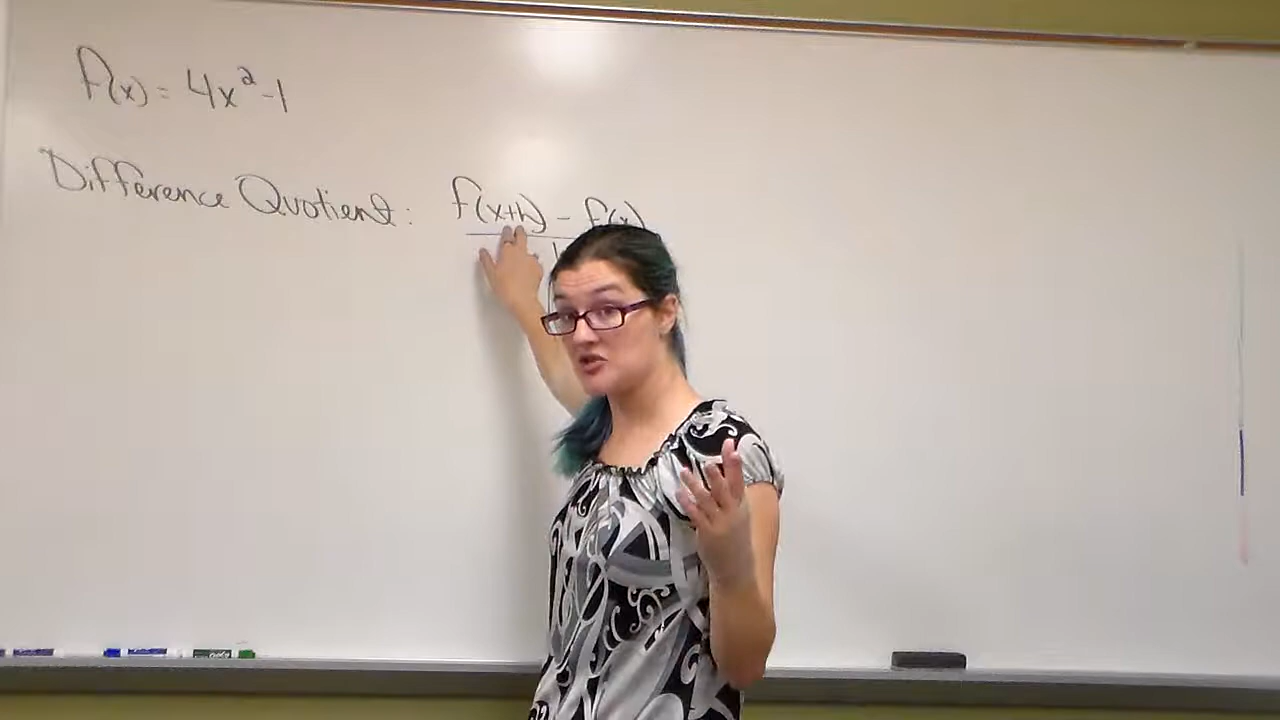 f(x) = 4x²-1
Difference Quotient: f(x+h) - f(x)